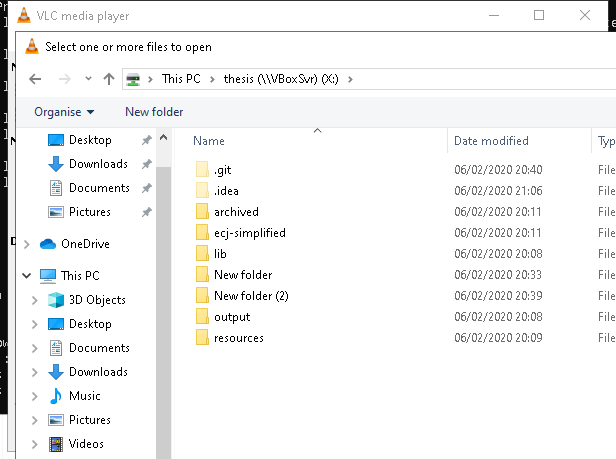 VLC media player
Select one or more files to open
This PC > thesis (\\VBoxSvr) (X:) >
Organise New folder
Name Date modified Typ
Desktop
Downloads
Documents
Pictures
OneDrive
This PC
3D Objects
Desktop
Documents
Downloads
Music
Pictures
Videos
.git 06/02/2020 20:40 File
.idea 06/02/2020 21:06 File
archived 06/02/2020 20:11 File
ecj-simplified 06/02/2020 20:11 File
lib 06/02/2020 20:08 File
New folder 06/02/2020 20:33 File
New folder (2) 06/02/2020 20:39 File
output 06/02/2020 20:08 File
resources 06/02/2020 20:09 File